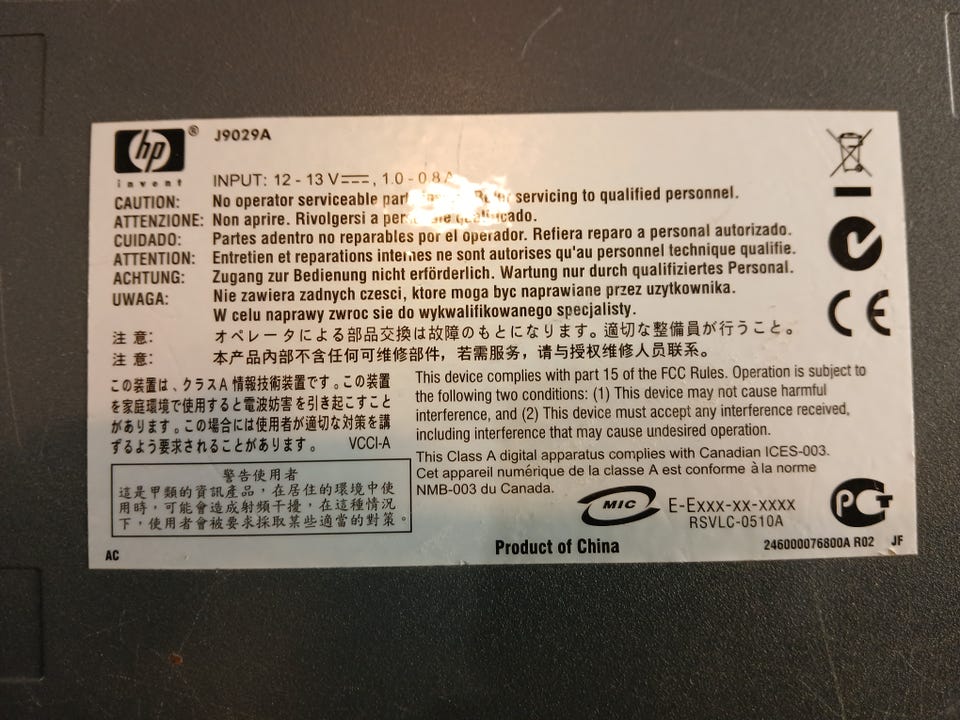 hp ® J9029A
invent
INPUT: 12 - 13 V⎓, 1.0 - 0.8 A
CAUTION: No operator serviceable servicing to qualified personnel.
ATTENZIONE: Non aprire. Rivolgersi a qualificado.
CUIDADO: Partes adentro no reparables por el operador. Refiera reparo a personal autorizado.
ATTENTION: Entretien et reparations internes ne sont autorises qu'au personnel technique qualifie.
ACHTUNG: Zugang zur Bedienung nicht erförderlich. Wartung nur durch qualifiziertes Personal.
UWAGA: Nie zawiera zadnych czesci, ktore moga byc naprawiane przez uzytkownika.
W celu naprawy zwroc sie do wykwalifikowanego specjalisty.
注意: オペレータによる部品交換は故障のもとになります。適切な整備員が行うこと。
注意: 本产品内部不含任何可维修部件，若需服务，请与授权维修人员联系。
この装置は、クラスA 情報技術装置です。この装置
を家庭環境で使用すると電波妨害を引き起こすこと
があります。この場合には使用者が適切な対策を講
ずるよう要求されることがあります。 VCCI-A
警告使用者
這是甲類的資訊產品，在居住的環境中使
用時，可能會造成射頻干擾，在這種情況
下，使用者會被要求採取某些適當的對策。
This device complies with part 15 of the FCC Rules. Operation is subject to
the following two conditions: (1) This device may not cause harmful
interference, and (2) This device must accept any interference received,
including interference that may cause undesired operation.
This Class A digital apparatus complies with Canadian ICES-003.
Cet appareil numérique de la classe A est conforme à la norme
NMB-003 du Canada.
MIC E-Exxx-xx-xxxx
RSVLC-0510A
CE
PCT
AC Product of China 246000076800A R02 JF